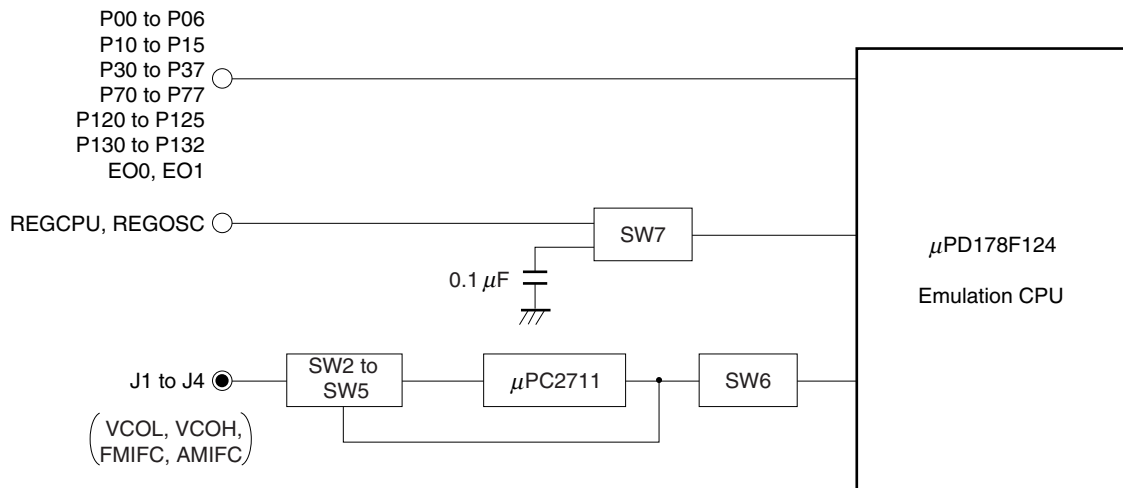 P00 to P06
P10 to P15
P30 to P37
P70 to P77
P120 to P125
P130 to P132
EO0, EO1
REGCPU, REGOSC
SW7
0.1 μF
μPD178F124
Emulation CPU
J1 to J4
SW2 to
SW5
μPC2711
SW6
(VCOL, VCOH,
FMIFC, AMIFC)